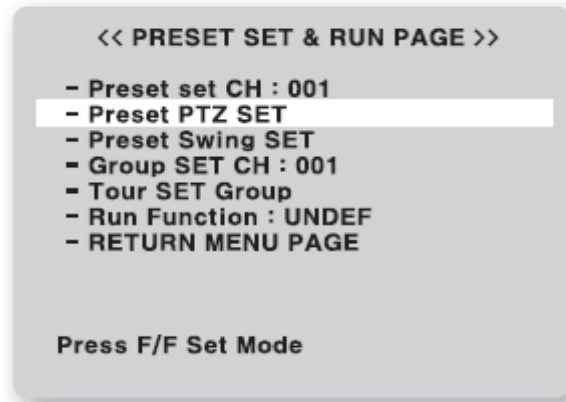 << PRESET SET & RUN PAGE >>
- Preset set CH : 001
- Preset PTZ SET
- Preset Swing SET
- Group SET CH : 001
- Tour SET Group
- Run Function : UNDEF
- RETURN MENU PAGE
Press F/F Set Mode